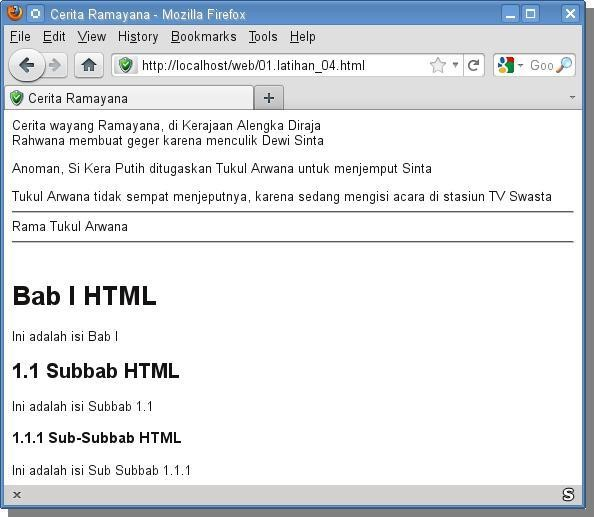 Cerita Ramayana - Mozilla Firefox
File Edit View History Bookmarks Tools Help
http://localhost/web/01.latihan_04.html Goo
Cerita Ramayana
Cerita wayang Ramayana, di Kerajaan Alengka Diraja
Rahwana membuat geger karena menculik Dewi Sinta
Anoman, Si Kera Putih ditugaskan Tukul Arwana untuk menjemput Sinta
Tukul Arwana tidak sempat menjeputnya, karena sedang mengisi acara di stasiun TV Swasta
Rama Tukul Arwana
Bab I HTML
Ini adalah isi Bab I
1.1 Subbab HTML
Ini adalah isi Subbab 1.1
1.1.1 Sub-Subbab HTML
Ini adalah isi Sub Subbab 1.1.1